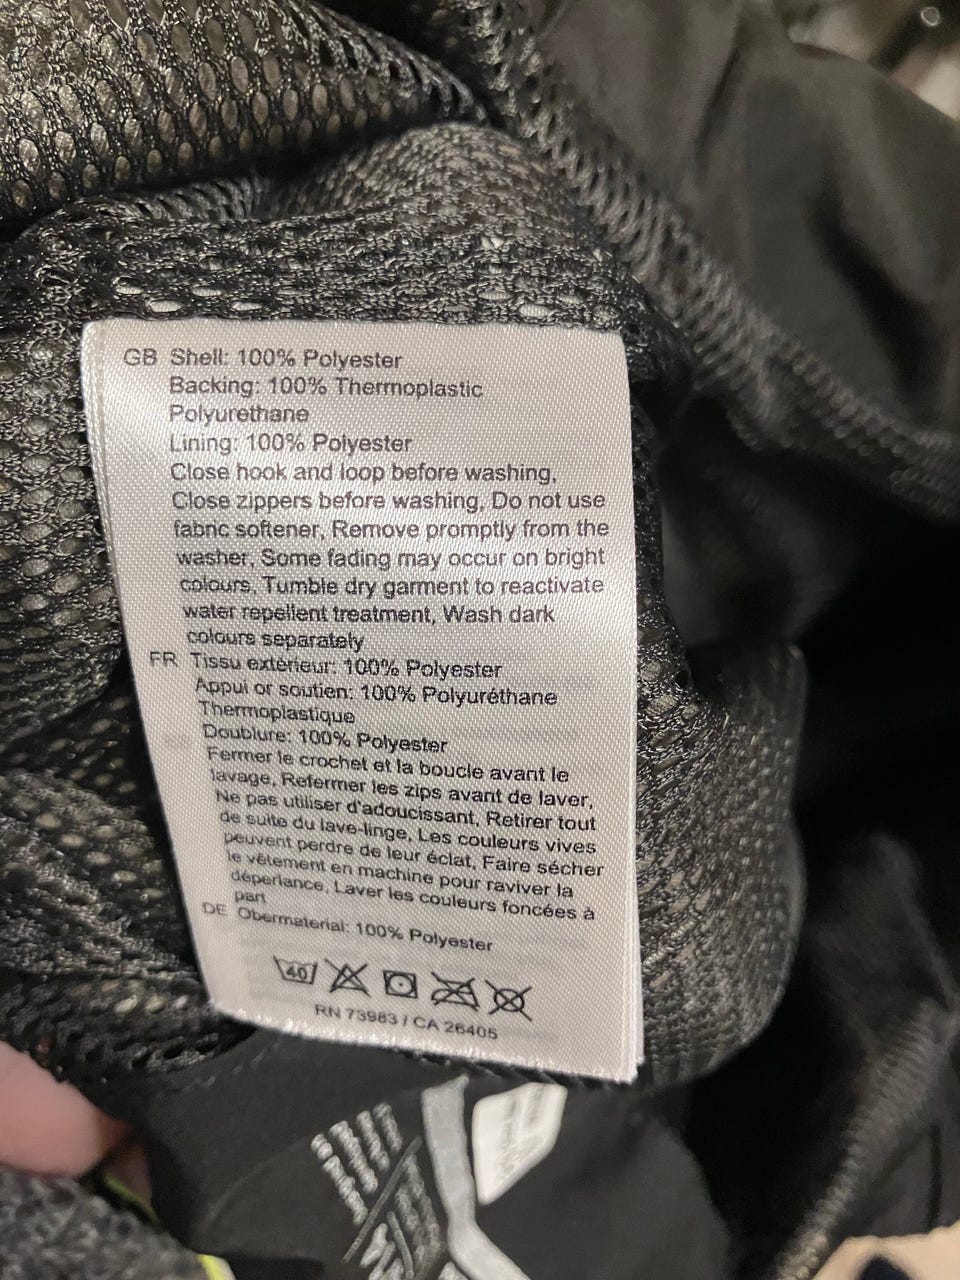 GB Shell: 100% Polyester
Backing: 100% Thermoplastic
Polyurethane
Lining: 100% Polyester
Close hook and loop before washing,
Close zippers before washing, Do not use
fabric softener, Remove promptly from the
washer, Some fading may occur on bright
colours, Tumble dry garment to reactivate
water repellent treatment, Wash dark
colours separately
FR Tissu extérieur: 100% Polyester
Appui or soutien: 100% Polyuréthane
Thermoplastique
Doublure: 100% Polyester
Fermer le crochet et la boucle avant le
lavage, Refermer les zips avant de laver,
Ne pas utiliser d'adoucissant, Retirer tout
de suite du lave-linge, Les couleurs vives
peuvent perdre de leur éclat, Faire sécher
le vêtement en machine pour raviver la
déperlance, Laver les couleurs foncées à
part
DE Obermaterial: 100% Polyester
40
RN 73983 / CA 26405